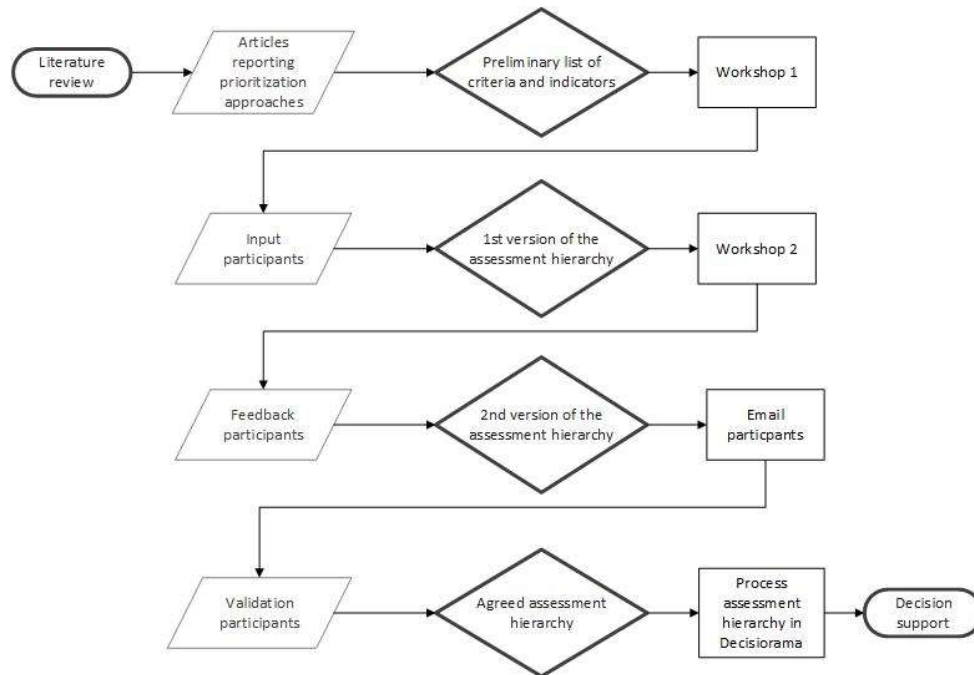 Literature
review
Articles
reporting
prioritization
approaches
Preliminary list of
criteria and indicators
Workshop 1
Input
participants
1st version of the
assessment hierarchy
Workshop 2
Feedback
participants
2nd version of the
assessment hierarchy
Email
particpants
Validation
participants
Agreed assessment
hierarchy
Process
assessment
hierarchy in
Decisiorama
Decision
support